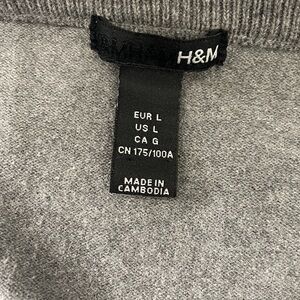 H&M
EUR L
US L
CA G
CN 175/100A
MADE IN
CAMBODIA